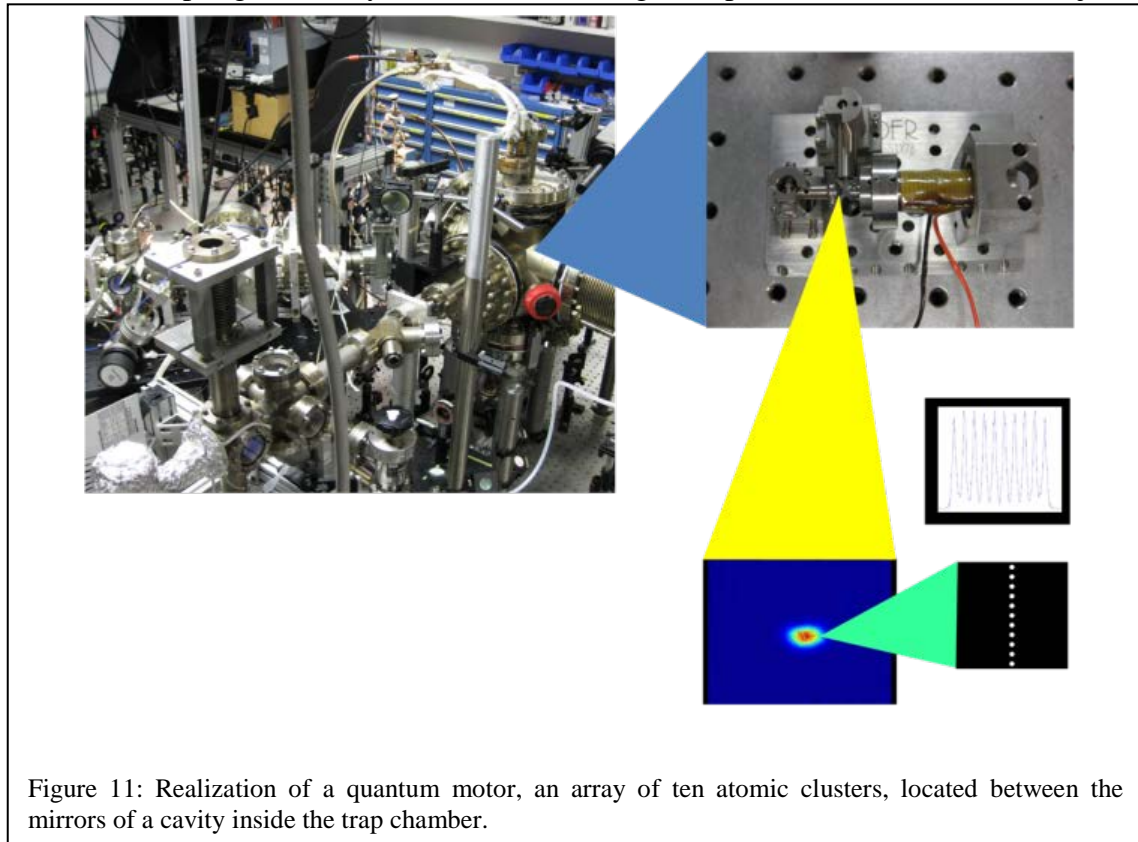 OFR
Figure 11: Realization of a quantum motor, an array of ten atomic clusters, located between the
mirrors of a cavity inside the trap chamber.